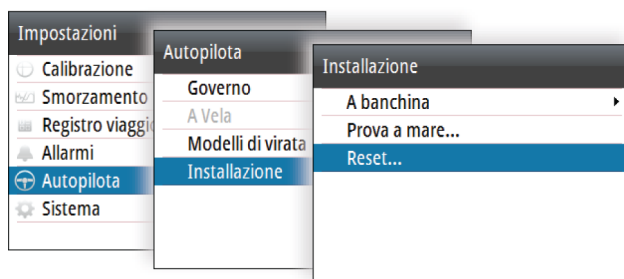 Impostazioni
Calibrazione
Smorzamento
Registro viaggio
Allarmi
Autopilota
Sistema
Autopilota
Governo
A Vela
Modelli di virata
Installazione
Installazione
A banchina
Prova a mare...
Reset...